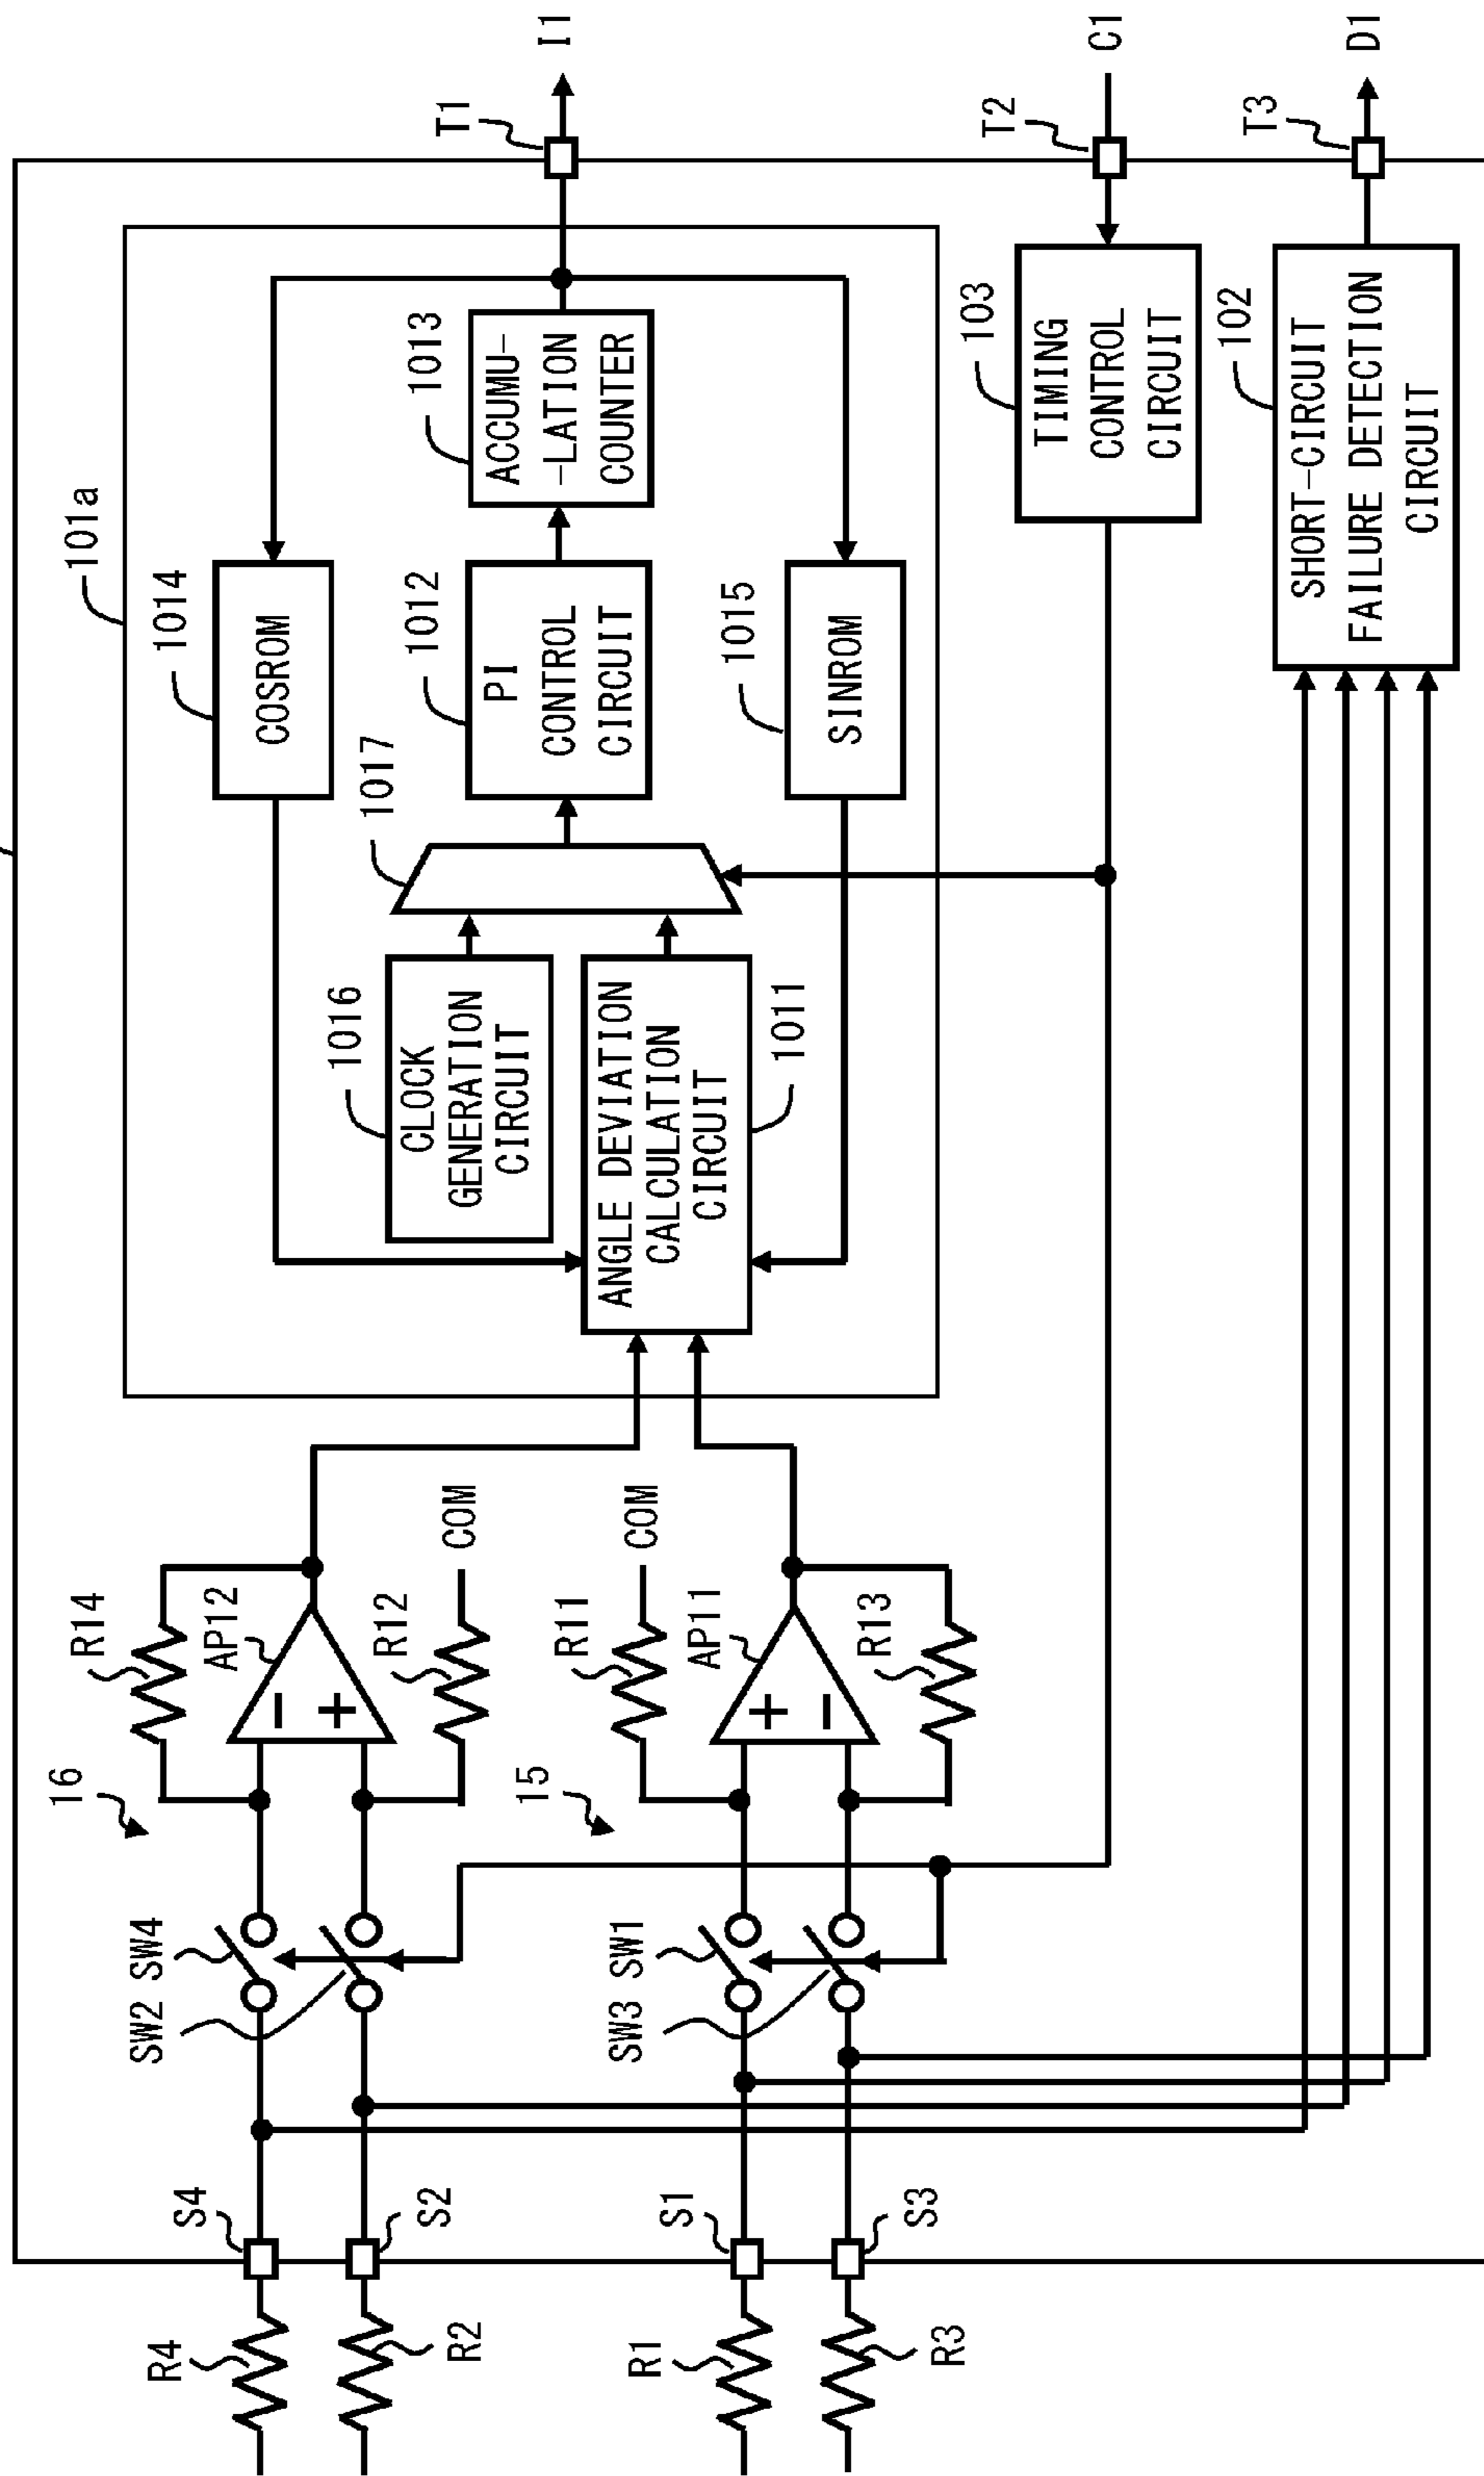 101a
1014
COSROM
1017
1012
PI
CONTROL
CIRCUIT
1013
ACCUMU-
-LATION
COUNTER
T1
I1
1016
CLOCK
GENERATION
CIRCUIT
ANGLE DEVIATION
CALCULATION
CIRCUIT
1011
1015
SINROM
R4
S4
SW4
16
R14
AP12
−
+
R2
S2
SW2
R12
COM
R1
S1
SW1
15
R11
COM
AP11
+
−
R3
S3
SW3
R13
103
TIMING
CONTROL
CIRCUIT
T2
C1
102
SHORT-CIRCUIT
FAILURE DETECTION
CIRCUIT
T3
D1